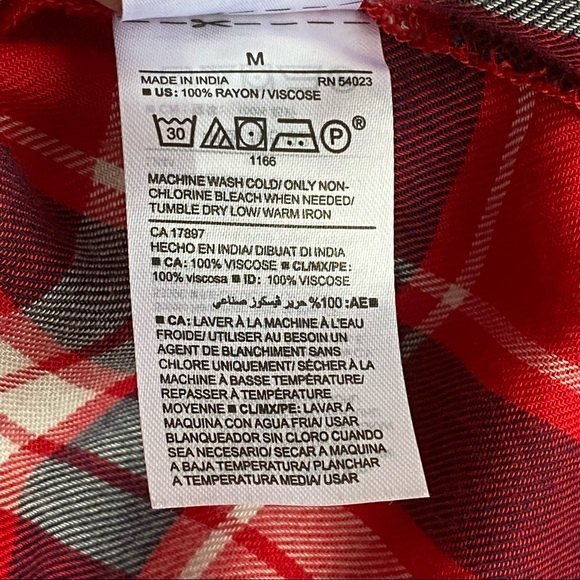 M
MADE IN INDIA RN 54023
■ US: 100% RAYON / VISCOSE
30 P ®
1166
MACHINE WASH COLD/ ONLY NON-
CHLORINE BLEACH WHEN NEEDED/
TUMBLE DRY LOW/ WARM IRON
CA 17897
HECHO EN INDIA/ DIBUAT DI INDIA
■ CA: 100% VISCOSE ■ CL/MX/PE:
100% viscosa ■ ID: 100% VISCOSE
■AE: 100% حرير فيسكوز صناعي
■ CA: LAVER À LA MACHINE À L'EAU
FROIDE/ UTILISER AU BESOIN UN
AGENT DE BLANCHIMENT SANS
CHLORE UNIQUEMENT/ SÉCHER À LA
MACHINE À BASSE TEMPÉRATURE/
REPASSER À TEMPÉRATURE
MOYENNE ■ CL/MX/PE: LAVAR A
MAQUINA CON AGUA FRIA/ USAR
BLANQUEADOR SIN CLORO CUANDO
SEA NECESARIO/ SECAR A MAQUINA
A BAJA TEMPERATURA/ PLANCHAR
A TEMPERATURA MEDIA/ USAR